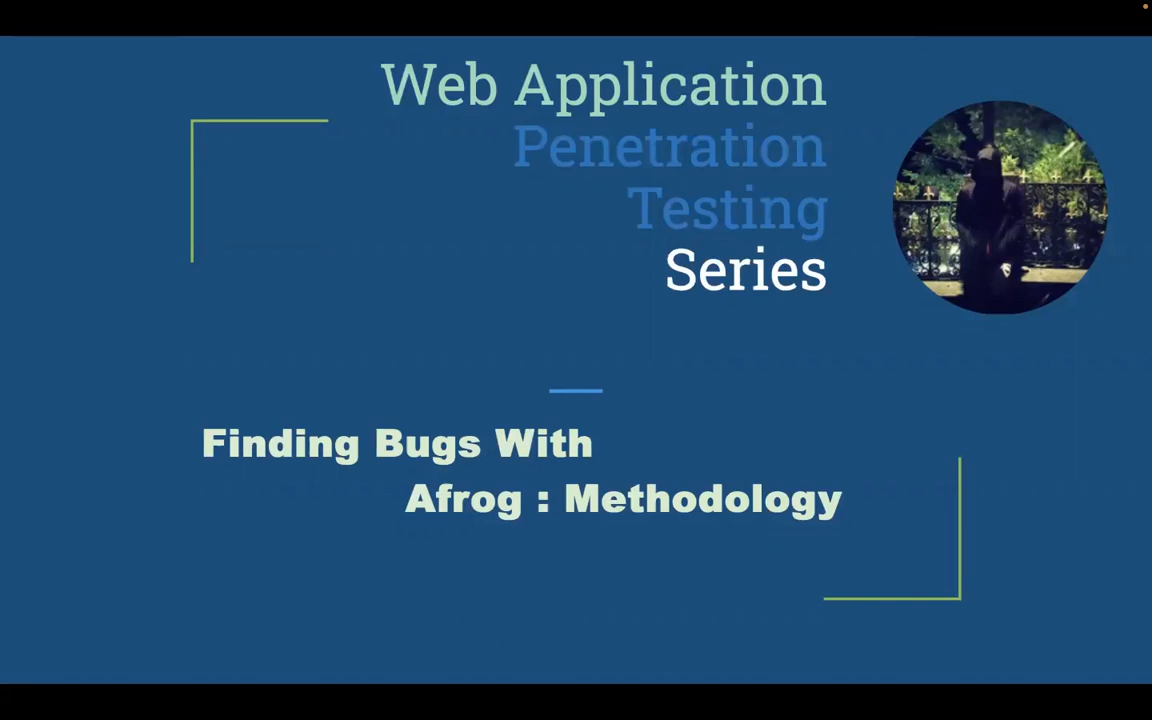 Web Application
Penetration
Testing
Series
Finding Bugs With
Afrog : Methodology